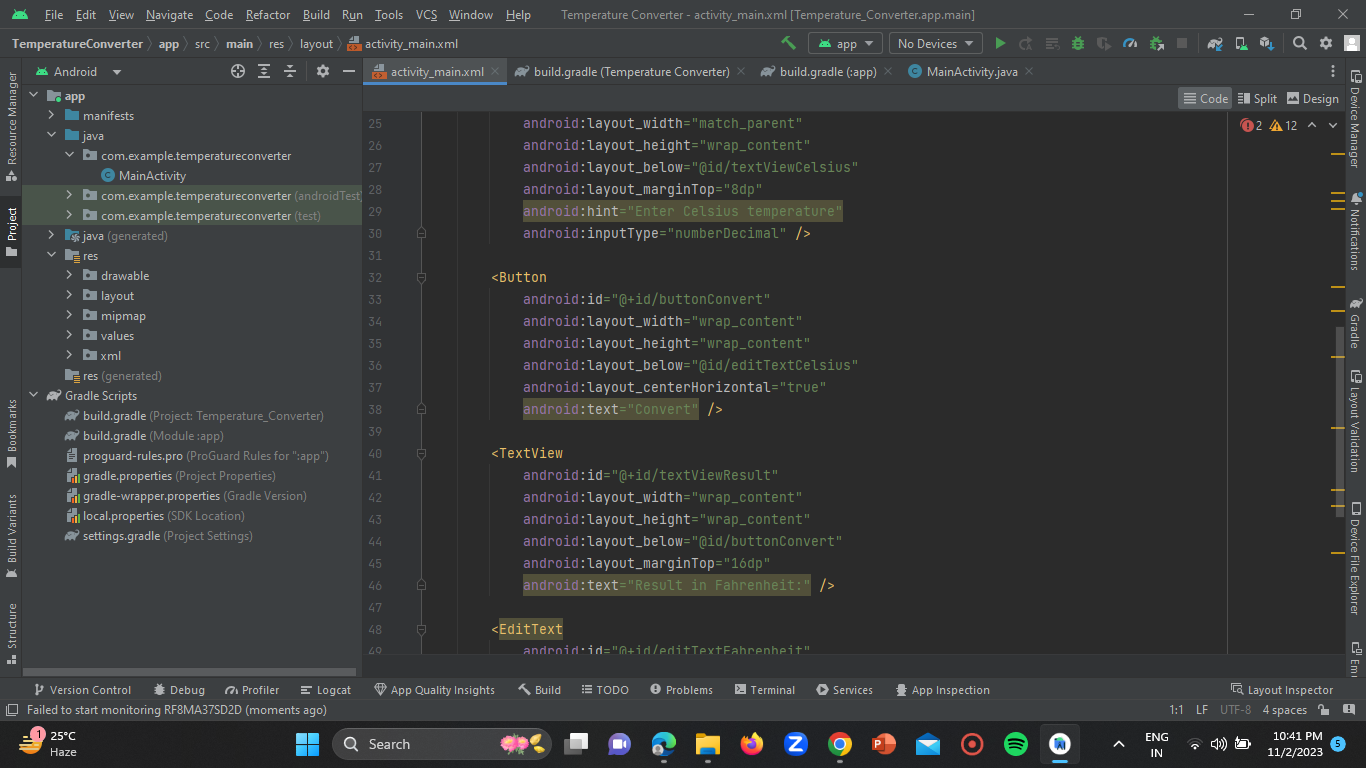 File Edit View Navigate Code Refactor Build Run Tools VCS Window Help Temperature Converter - activity_main.xml [Temperature_Converter.app.main]
TemperatureConverter app src main res layout activity_main.xml app No Devices
Android activity_main.xml build.gradle (Temperature Converter) build.gradle (:app) MainActivity.java
Code Split Design
Resource Manager
Project
Bookmarks
Build Variants
Structure
app
manifests
java
com.example.temperatureconverter
MainActivity
com.example.temperatureconverter (androidTest
com.example.temperatureconverter (test)
java (generated)
res
drawable
layout
mipmap
values
xml
res (generated)
Gradle Scripts
build.gradle (Project: Temperature_Converter)
build.gradle (Module :app)
proguard-rules.pro (ProGuard Rules for ":app")
gradle.properties (Project Properties)
gradle-wrapper.properties (Gradle Version)
local.properties (SDK Location)
settings.gradle (Project Settings)
2 12
25 android:layout_width="match_parent"
26 android:layout_height="wrap_content"
27 android:layout_below="@id/textViewCelsius"
28 android:layout_marginTop="8dp"
29 android:hint="Enter Celsius temperature"
30 android:inputType="numberDecimal" />
31
32 <Button
33 android:id="@+id/buttonConvert"
34 android:layout_width="wrap_content"
35 android:layout_height="wrap_content"
36 android:layout_below="@id/editTextCelsius"
37 android:layout_centerHorizontal="true"
38 android:text="Convert" />
39
40 <TextView
41 android:id="@+id/textViewResult"
42 android:layout_width="wrap_content"
43 android:layout_height="wrap_content"
44 android:layout_below="@id/buttonConvert"
45 android:layout_marginTop="16dp"
46 android:text="Result in Fahrenheit:" />
47
48 <EditText
49 android:id="@+id/editTextFahrenheit"
Device Manager
Notifications
Gradle
Layout Validation
Device File Explorer
Em
Version Control Debug Profiler Logcat App Quality Insights Build TODO Problems Terminal Services App Inspection Layout Inspector
Failed to start monitoring RF8MA37SD2D (moments ago) 1:1 LF UTF-8 4 spaces
1 25°C
Haze
Search
ENG
IN
10:41 PM
11/2/2023
5